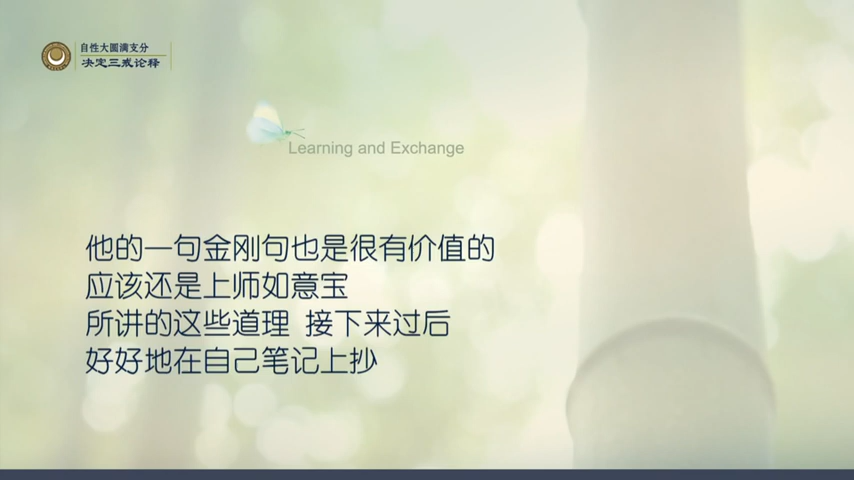 自性大圆满支分
决定三戒论释
Learning and Exchange
他的一句金刚句也是很有价值的
应该还是上师如意宝
所讲的这些道理 接下来过后
好好地在自己笔记上抄